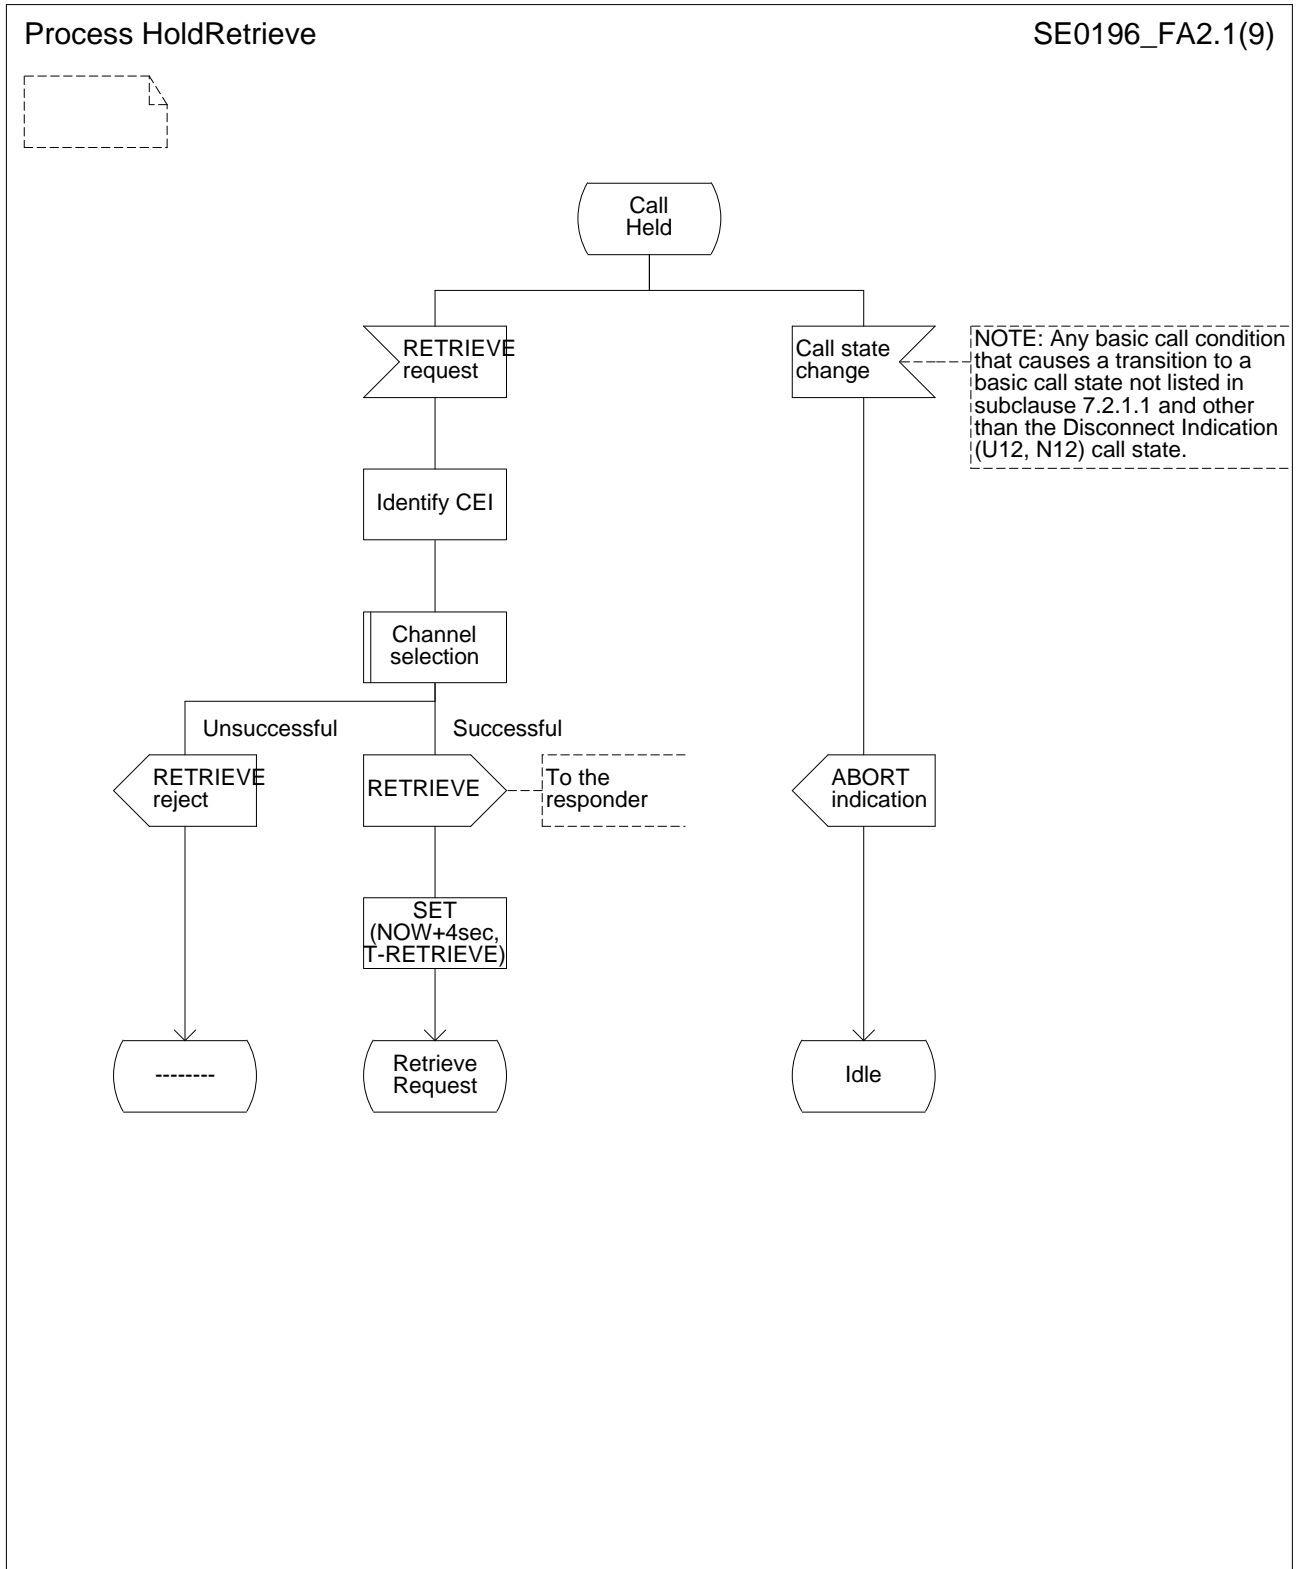 Process HoldRetrieve
SE0196_FA2.1(9)
Call
Held
RETRIEVE
request
Call state
change
NOTE: Any basic call condition
that causes a transition to a
basic call state not listed in
subclause 7.2.1.1 and other
than the Disconnect Indication
(U12, N12) call state.
Identify CEI
Channel
selection
Unsuccessful
Successful
RETRIEVE
reject
RETRIEVE
To the
responder
ABORT
indication
SET
(NOW+4sec,
T-RETRIEVE)
--------
Retrieve
Request
Idle